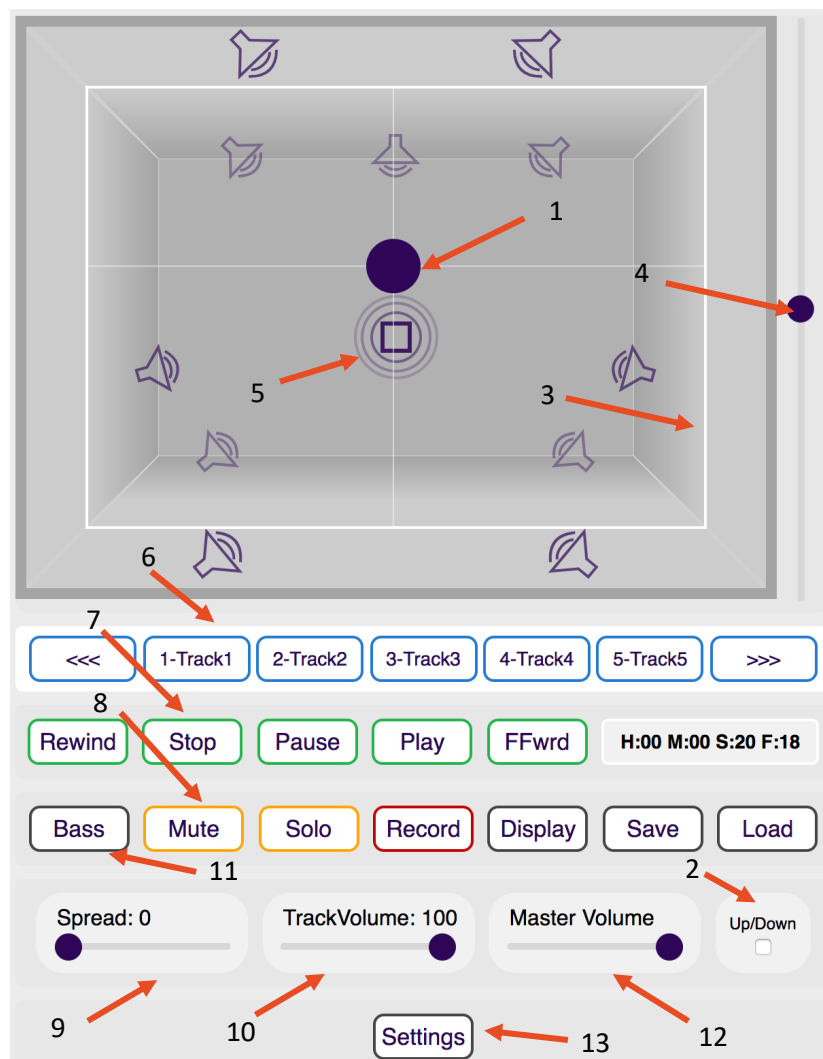 1
4
5
3
6
7
<<<
1-Track1
2-Track2
3-Track3
4-Track4
5-Track5
>>>
8
Rewind
Stop
Pause
Play
FFwrd
H:00 M:00 S:20 F:18
Bass
Mute
Solo
Record
Display
Save
Load
11
2
Spread: 0
TrackVolume: 100
Master Volume
Up/Down
9
10
12
Settings
13